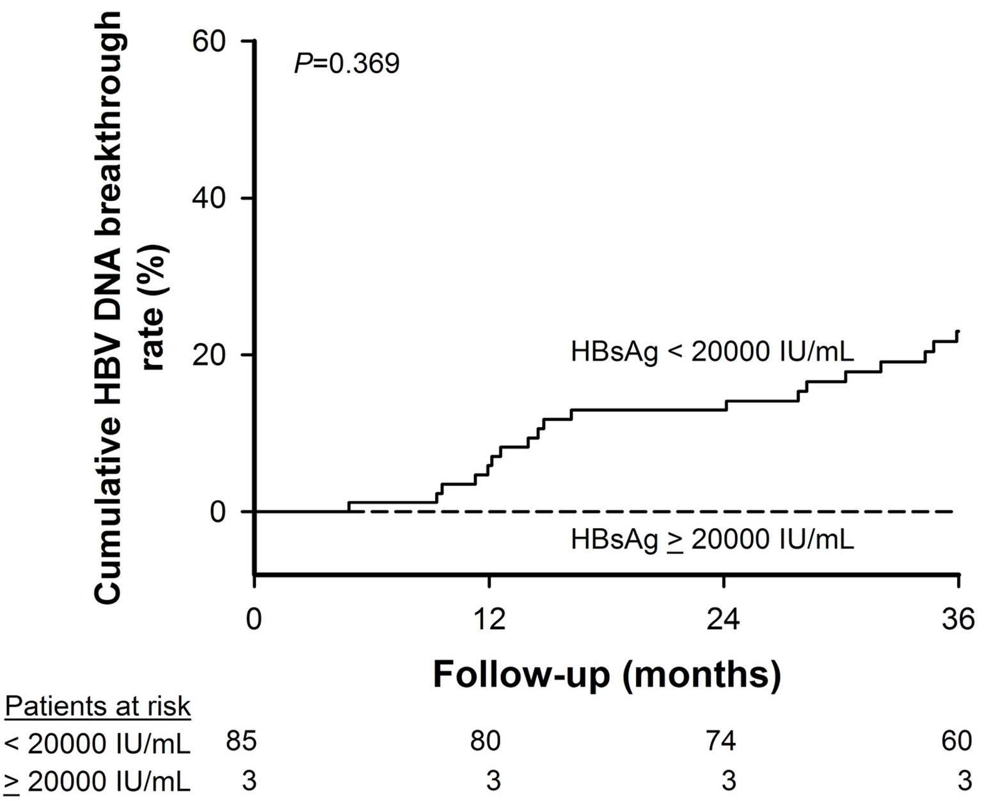 Cumulative HBV DNA breakthrough
rate (%)
60
40
20
0
P=0.369
HBsAg < 20000 IU/mL
HBsAg ≥ 20000 IU/mL
0 12 24 36
Follow-up (months)
Patients at risk
< 20000 IU/mL 85 80 74 60
≥ 20000 IU/mL 3 3 3 3